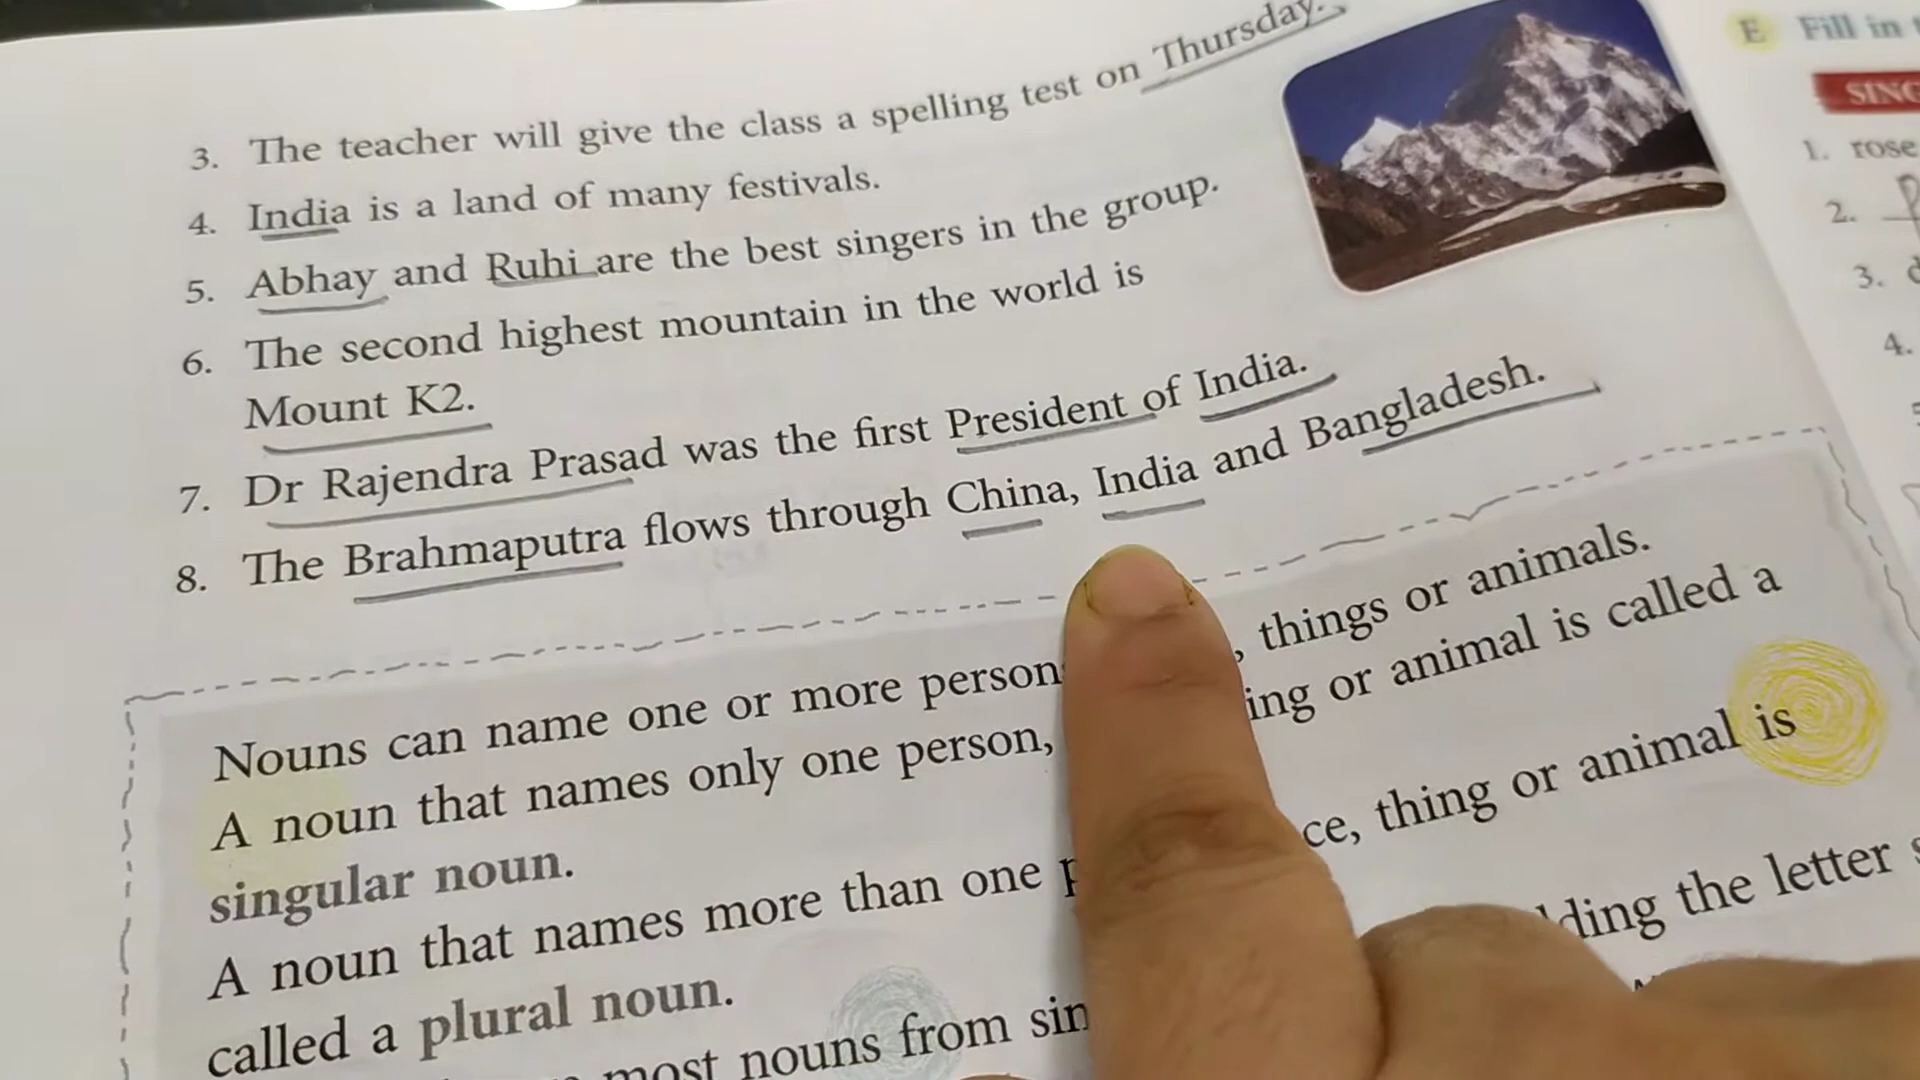 3. The teacher will give the class a spelling test on Thursday.
4. India is a land of many festivals.
5. Abhay and Ruhi are the best singers in the group.
6. The second highest mountain in the world is
Mount K2.
7. Dr Rajendra Prasad was the first President of India.
8. The Brahmaputra flows through China, India and Bangladesh.
Nouns can name one or more person , things or animals.
A noun that names only one person, ing or animal is called a
singular noun.
A noun that names more than one ce, thing or animal is
called a plural noun.
most nouns from sin ding the letter
E Fill in
SING
1. rose
2.
3.
4.